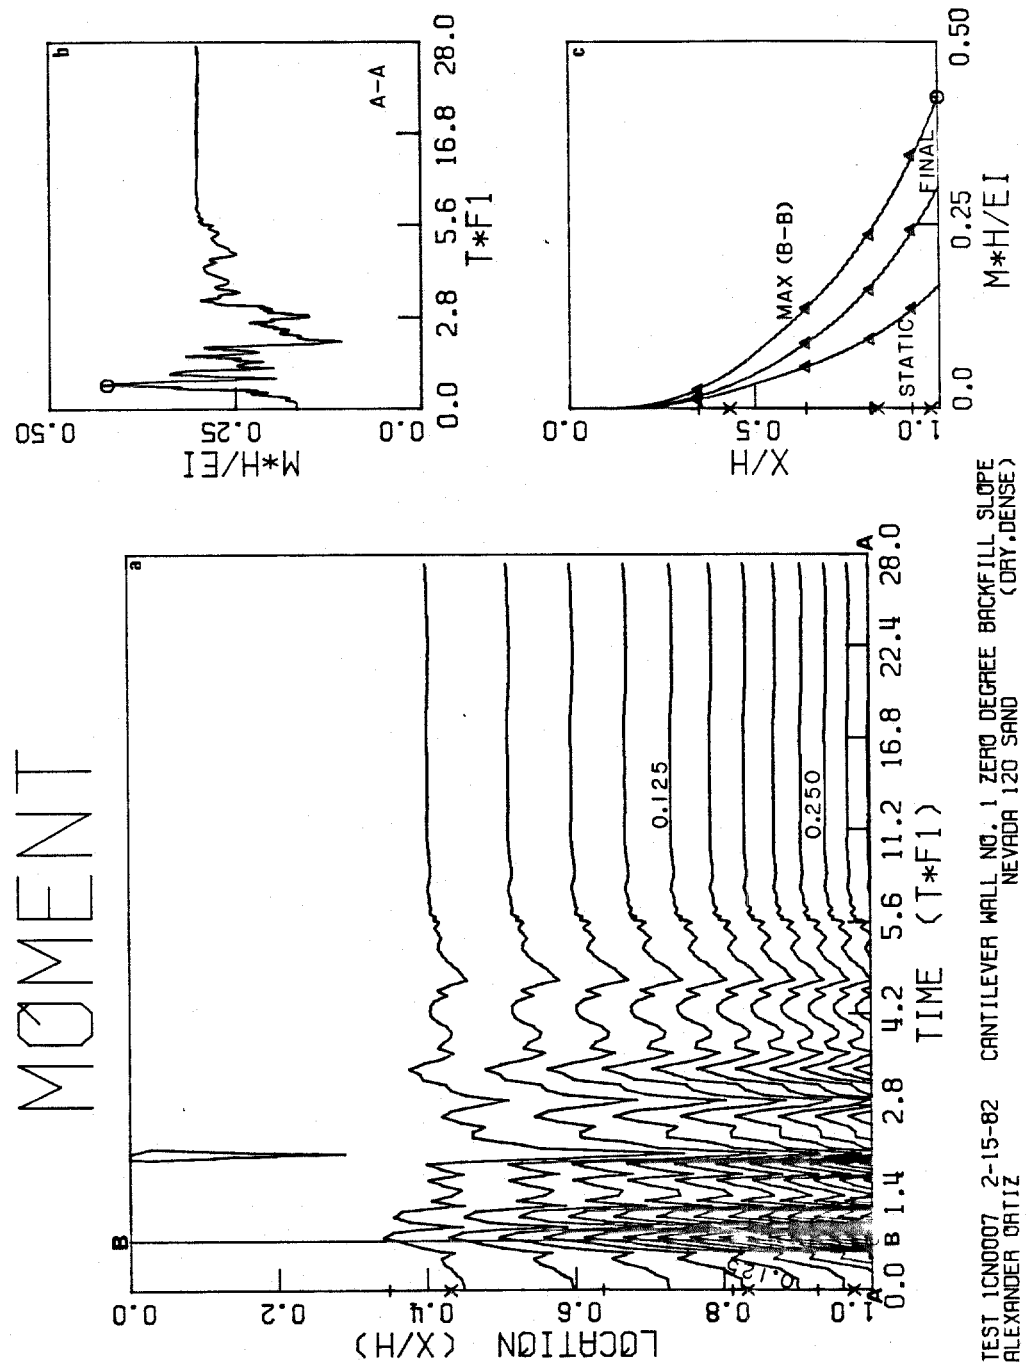 MOMENT
a
B
0.0
0.2
0.4
0.6
0.8
1.0
LOCATION (X/H)
0.125
0.125
0.250
A
A
0.0
B
1.4
2.8
4.2
5.6
11.2
16.8
22.4
28.0
TIME (T*F1)
b
0.50
0.25
0.0
M*H/EI
A-A
0.0
2.8
5.6
16.8
28.0
T*F1
c
0.0
0.5
1.0
X/H
MAX (B-B)
STATIC
FINAL
0.0
0.25
0.50
M*H/EI
TEST 1CN0007 2-15-82 CANTILEVER WALL NO. 1 ZERO DEGREE BACKFILL SLOPE
ALEXANDER ORTIZ NEVADA 120 SAND (DRY,DENSE)